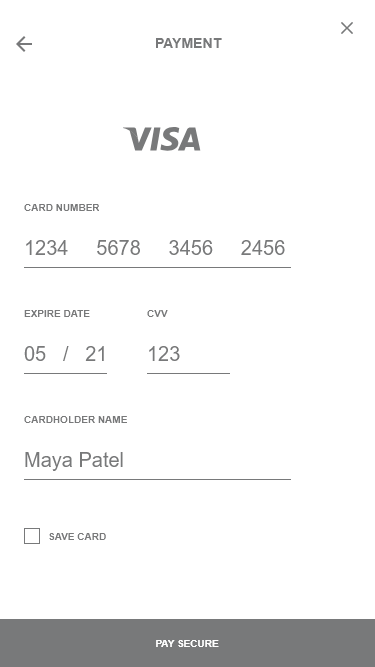 PAYMENT
VISA
CARD NUMBER
1234 5678 3456 2456
EXPIRE DATE CVV
05 / 21 123
CARDHOLDER NAME
Maya Patel
SAVE CARD
PAY SECURE